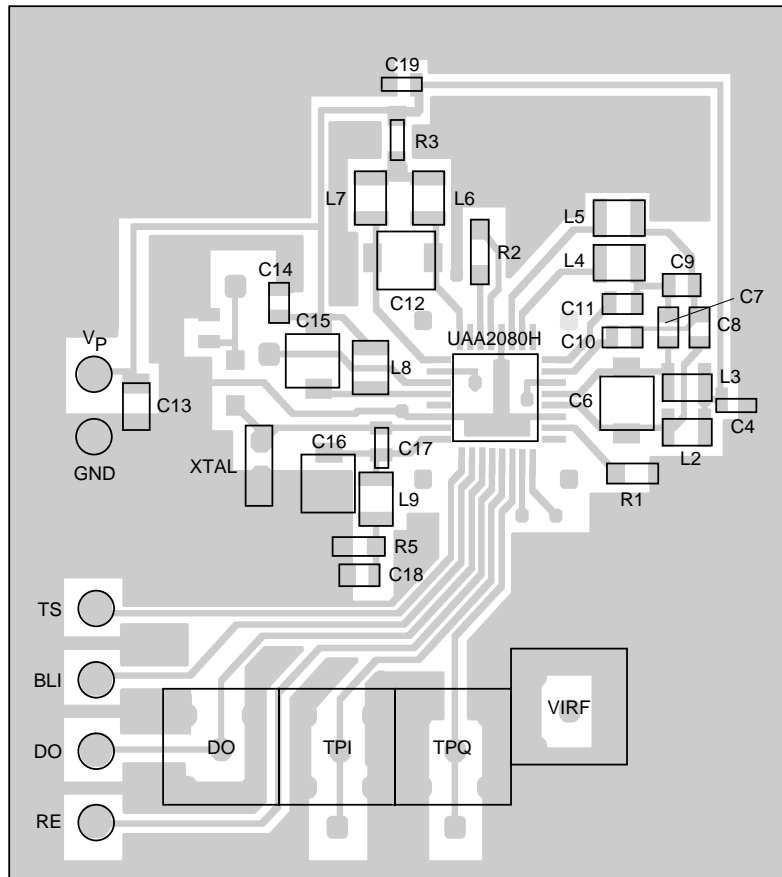 C19
R3
L7
L6
L5
R2
L4
C9
C14
C7
C12
C11
C15
C8
VP
UAA2080H
C10
L8
L3
C6
C13
C4
C16
C17
L2
GND
XTAL
R1
L9
R5
C18
TS
BLI
VIRF
DO
DO
TPI
TPQ
RE